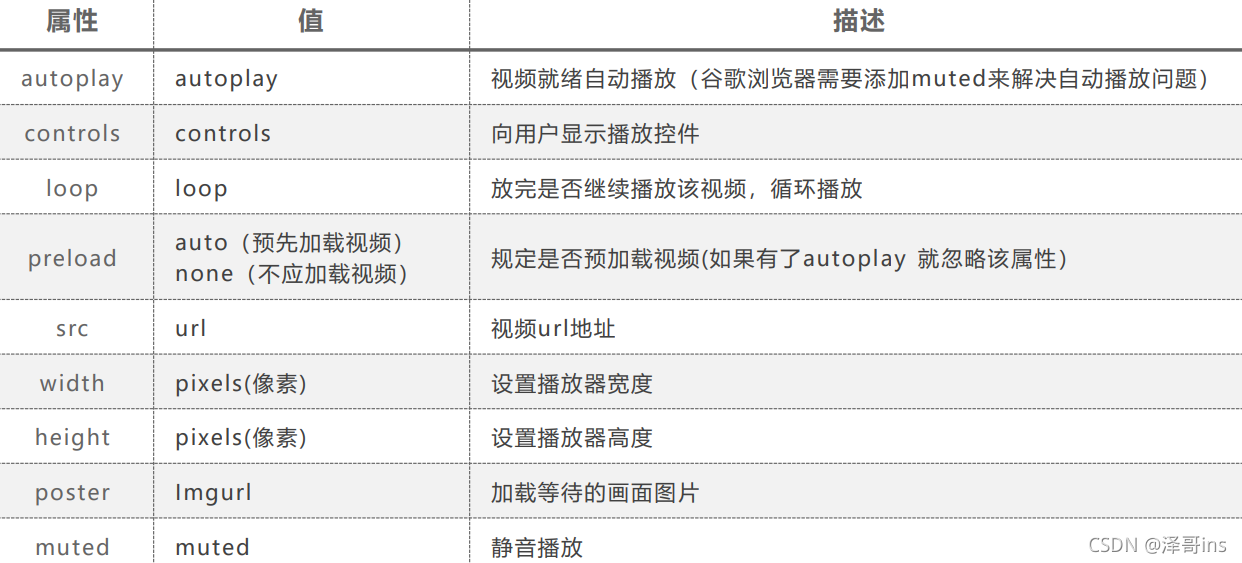 属性 值 描述
autoplay autoplay 视频就绪自动播放（谷歌浏览器需要添加muted来解决自动播放问题）
controls controls 向用户显示播放控件
loop loop 放完是否继续播放该视频，循环播放
preload auto（预先加载视频）
none（不应加载视频） 规定是否预加载视频(如果有了autoplay 就忽略该属性）
src url 视频url地址
width pixels(像素) 设置播放器宽度
height pixels(像素) 设置播放器高度
poster Imgurl 加载等待的画面图片
muted muted 静音播放
CSDN @泽哥ins